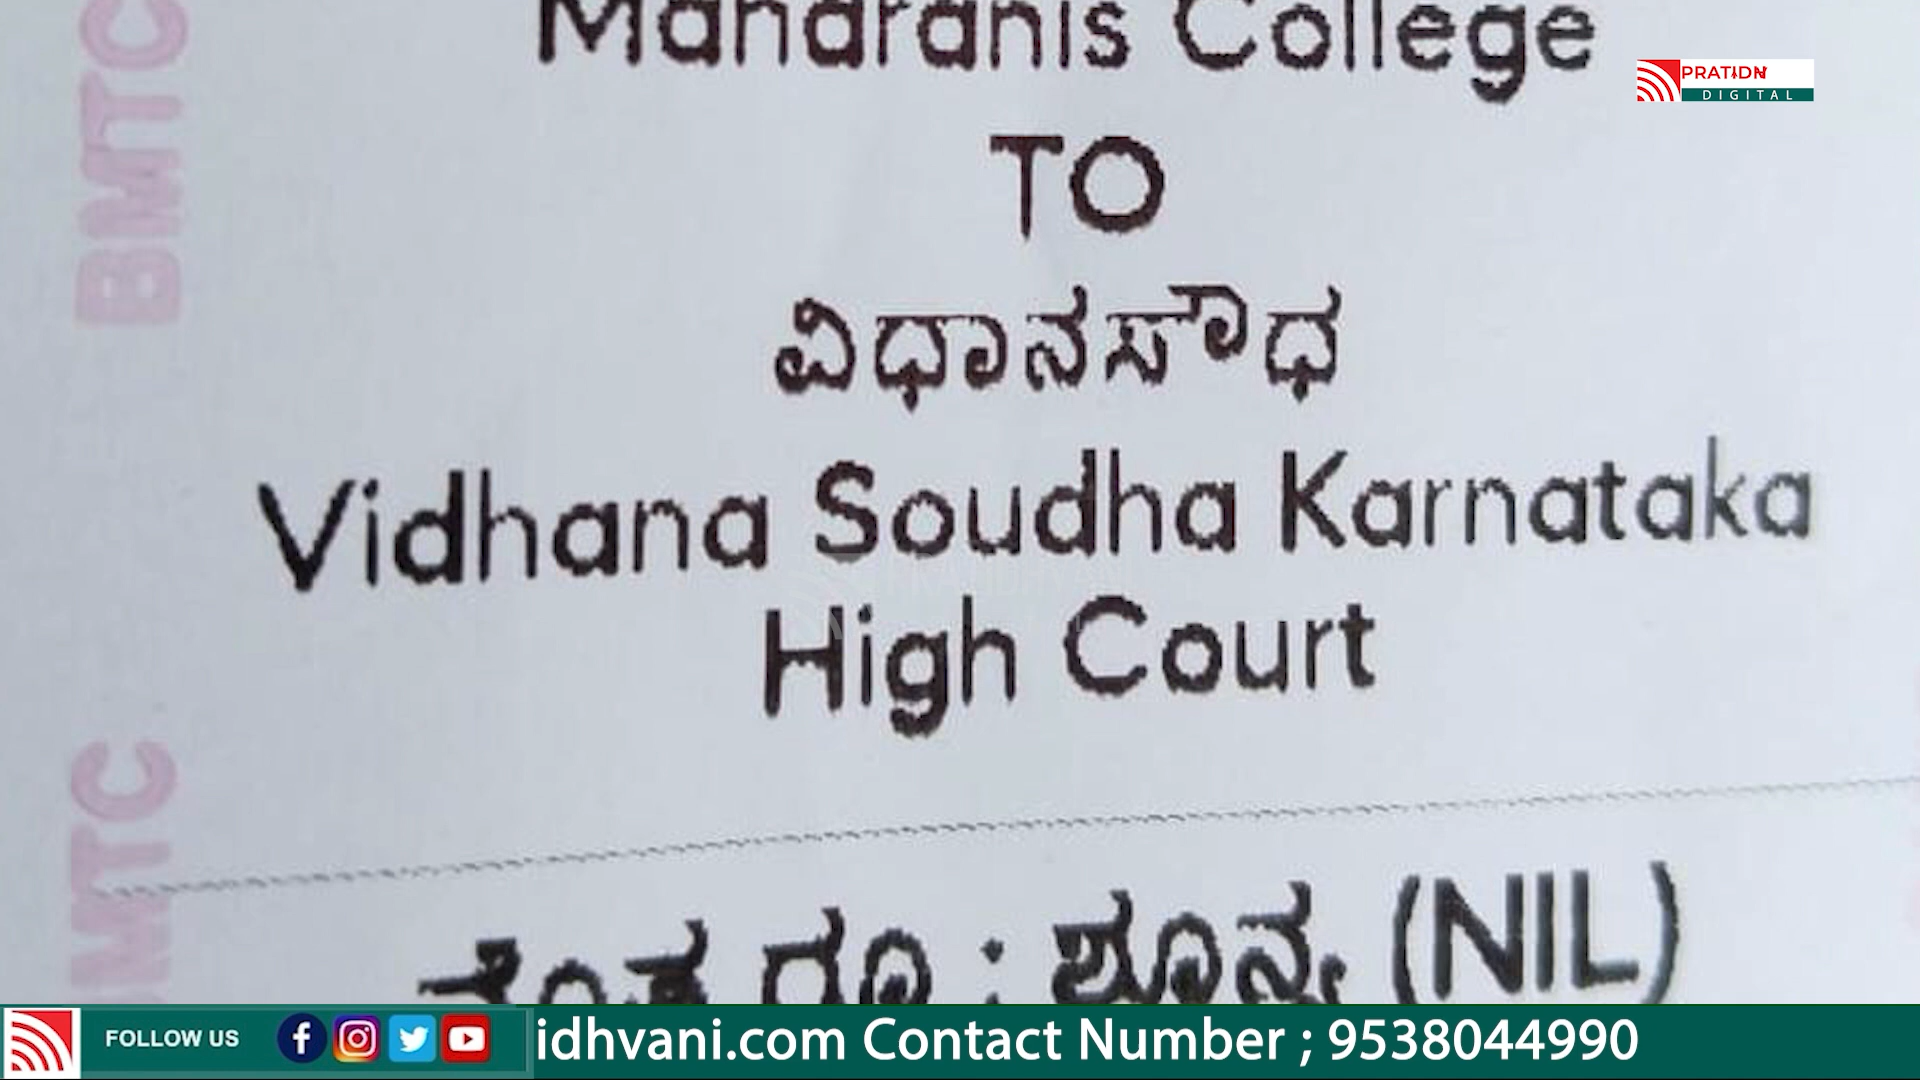 Maharanis College
TO
ವಿಧಾನಸೌಧ
Vidhana Soudha Karnataka
High Court
ರೂ : ಶೂನ್ಯ (NIL)
BMTC
BMTC
DIGITAL
FOLLOW US
idhvani.com Contact Number ; 9538044990